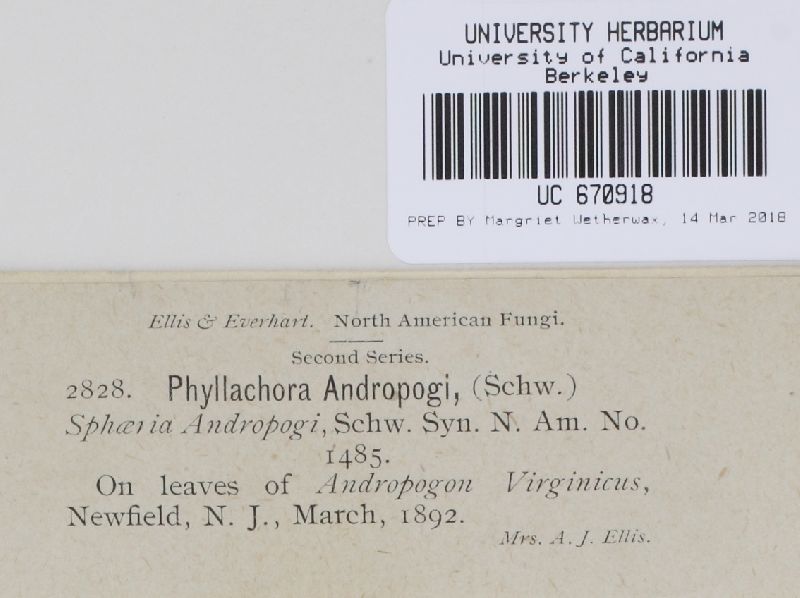 UNIVERSITY HERBARIUM
University of California
Berkeley
UC 670918
PREP BY Margriet Wetherwax, 14 Mar 2018
Ellis & Everhart. North American Fungi.
Second Series.
2828. Phyllachora Andropogi, (Schw.)
Sphæria Andropogi, Schw. Syn. N. Am. No.
1485.
On leaves of Andropogon Virginicus,
Newfield, N. J., March, 1892.
Mrs. A. J. Ellis.